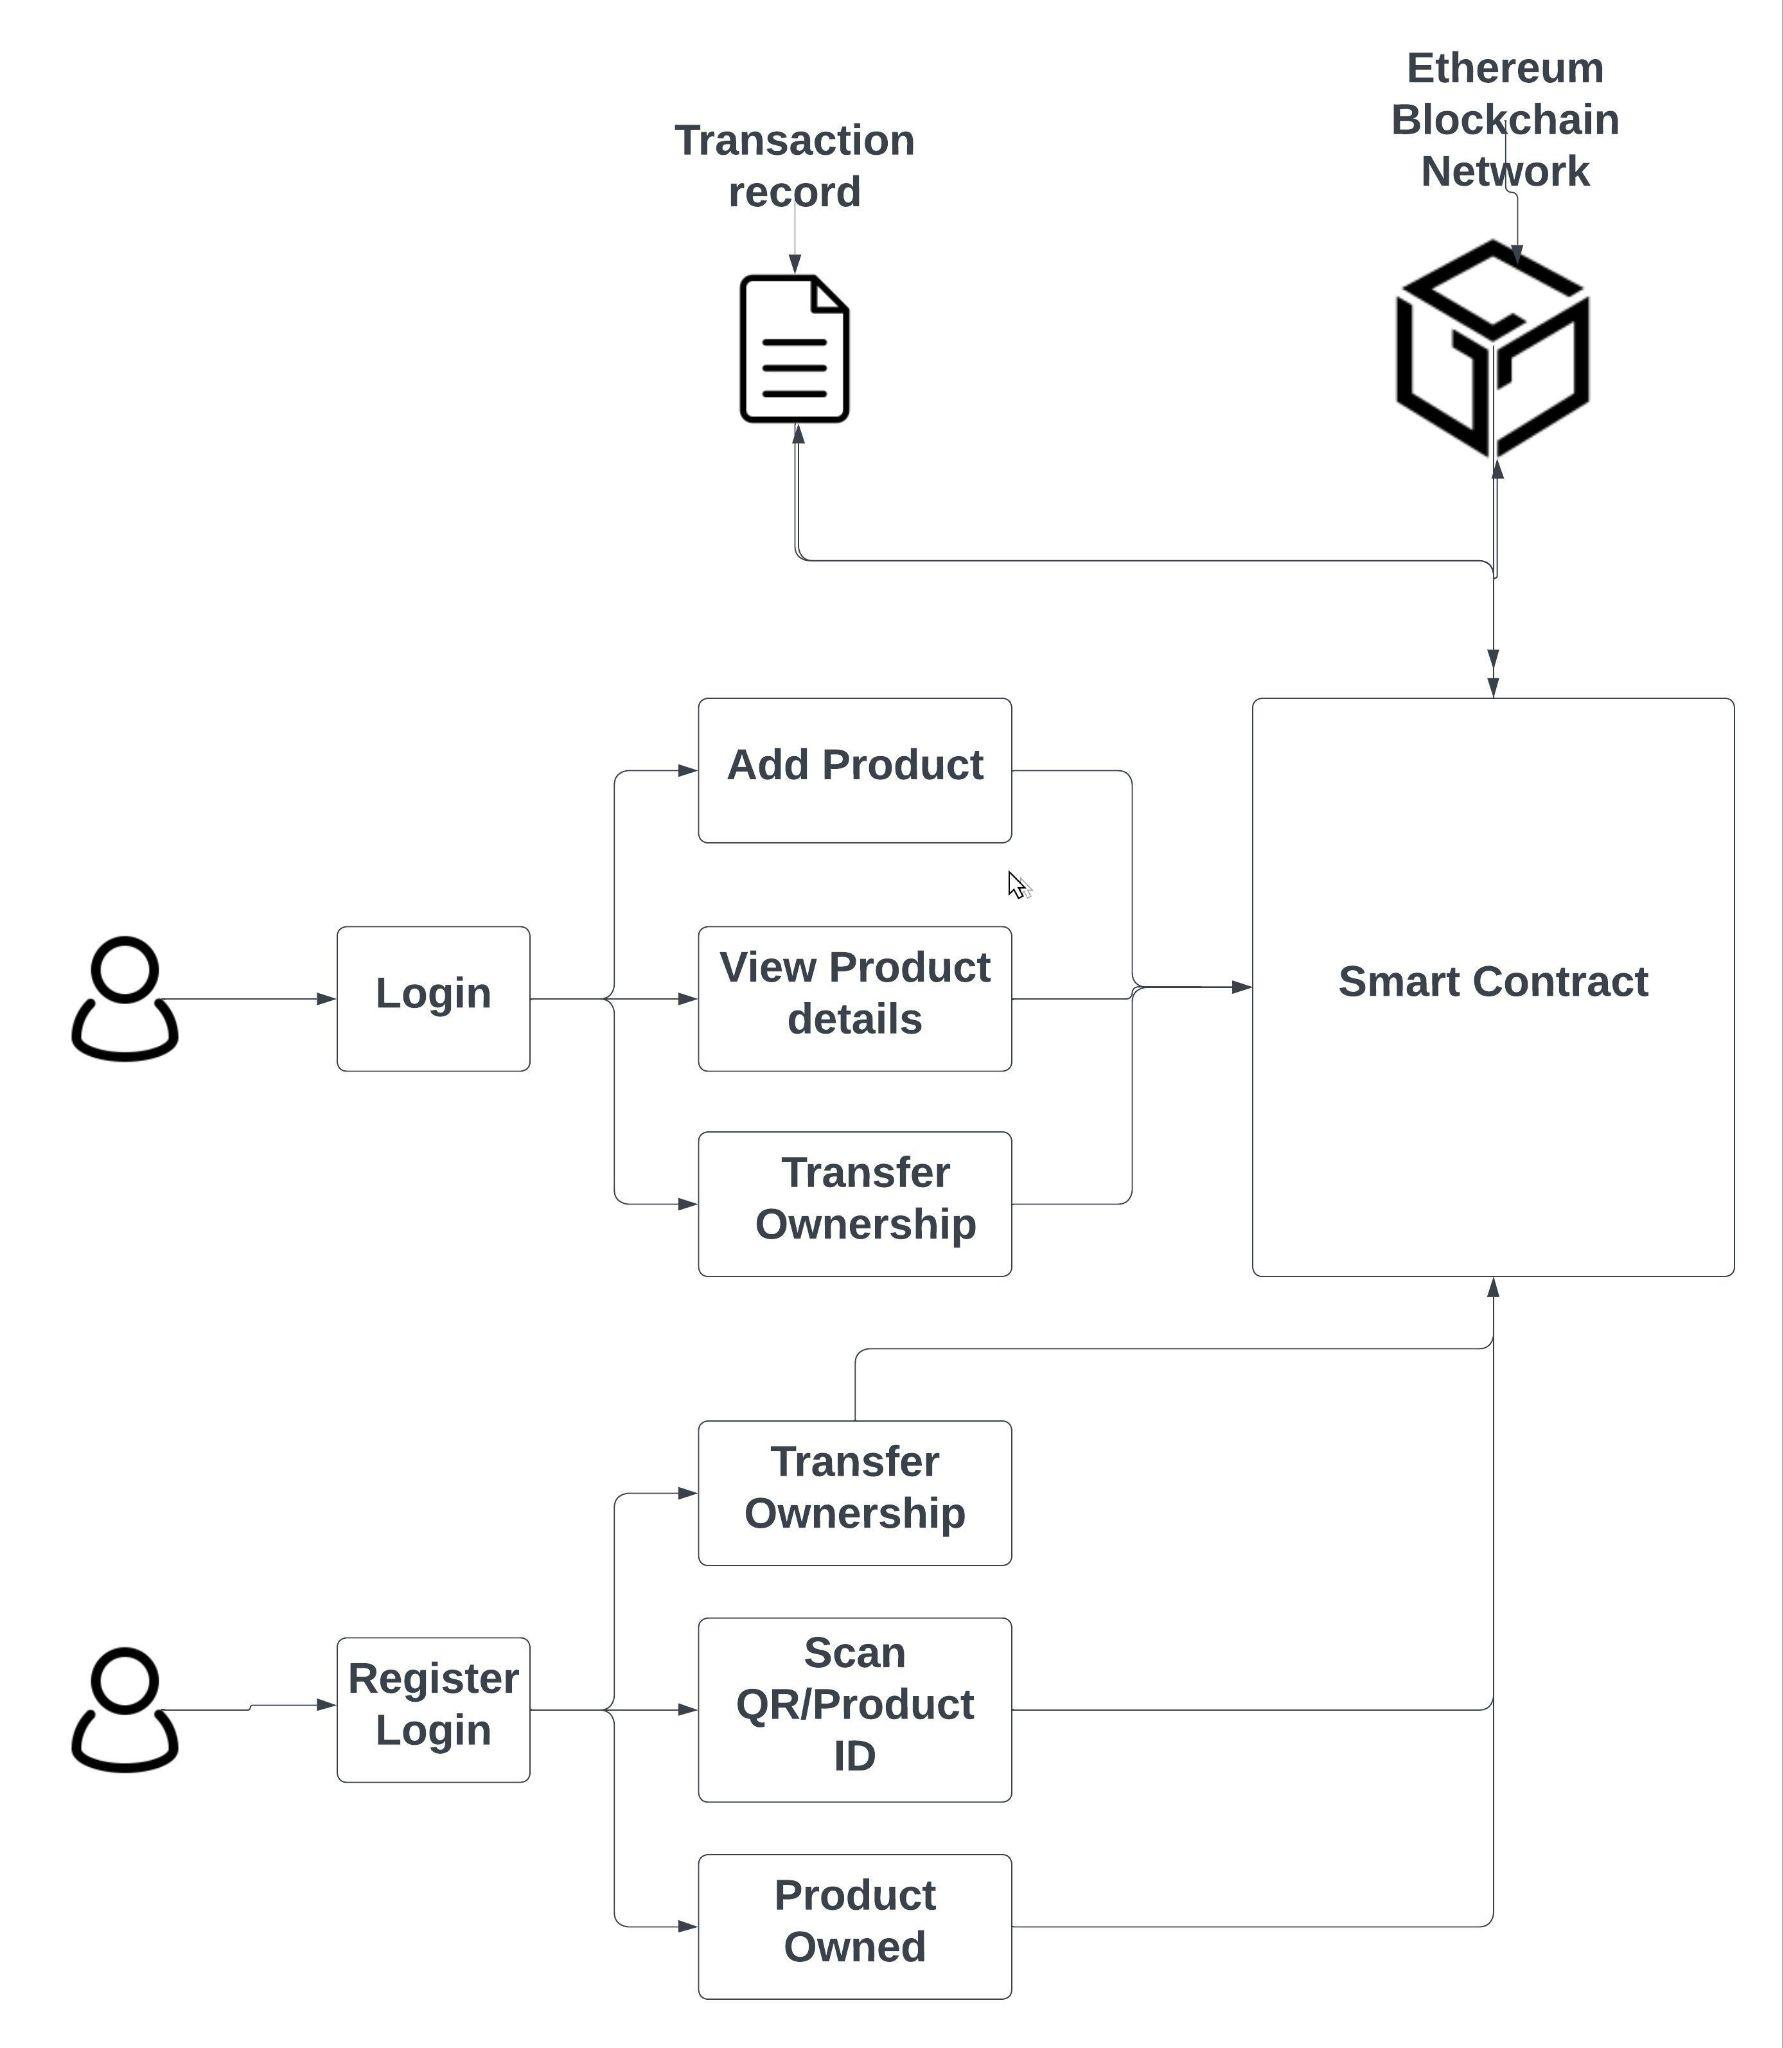 Ethereum
Blockchain
Network
Transaction
record
Add Product
View Product
details
Login
Smart Contract
Transfer
Ownership
Transfer
Ownership
Register
Login
Scan
QR/Product
ID
Product
Owned